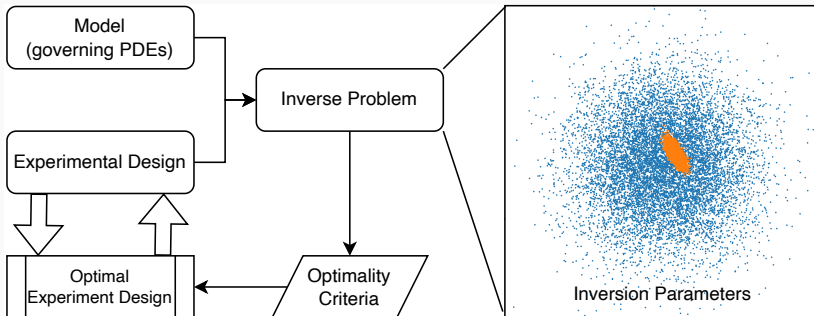 Model
(governing PDEs)
Inverse Problem
Experimental Design
Optimal
Experiment Design
Optimality
Criteria
Inversion Parameters